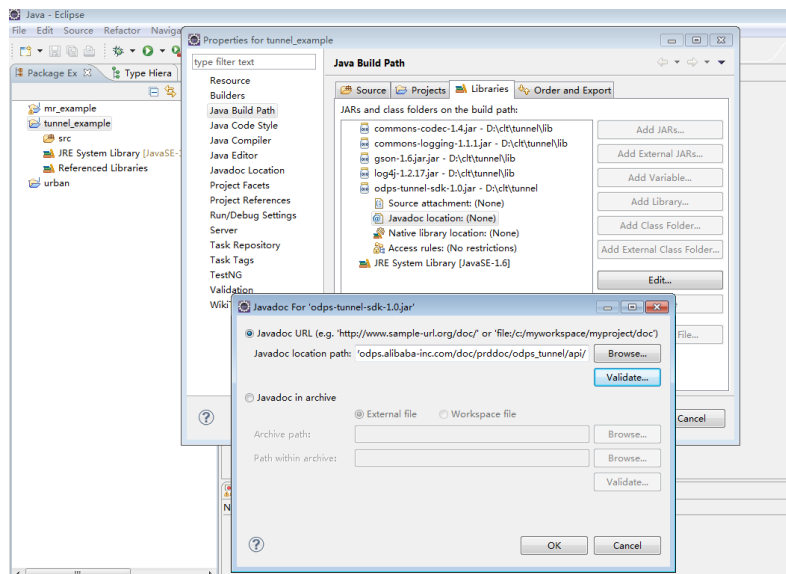 Java - Eclipse
File Edit Source Refactor Naviga
Properties for tunnel_example
type filter text
Java Build Path
Package Ex
Type Hiera
mr_example
tunnel_example
src
JRE System Library [JavaSE-
Referenced Libraries
urban
Resource
Builders
Java Build Path
Java Code Style
Java Compiler
Java Editor
Javadoc Location
Project Facets
Project References
Run/Debug Settings
Server
Task Repository
Task Tags
TestNG
Validation
Source
Projects
Libraries
Order and Export
JARs and class folders on the build path:
commons-codec-1.4.jar - D:\clt\tunnel\lib
commons-logging-1.1.1.jar - D:\clt\tunnel\lib
gson-1.6.jar.jar - D:\clt\tunnel\lib
log4j-1.2.17.jar - D:\clt\tunnel\lib
odps-tunnel-sdk-1.0.jar - D:\clt\tunnel
Source attachment: (None)
Javadoc location: (None)
Native library location: (None)
Access rules: (No restrictions)
JRE System Library [JavaSE-1.6]
Add JARs...
Add External JARs...
Add Variable...
Add Library...
Add Class Folder...
Add External Class Folder...
Edit...
File...
Cancel
Javadoc For 'odps-tunnel-sdk-1.0.jar'
Javadoc URL (e.g. 'http://www.sample-url.org/doc/' or 'file:/c:/myworkspace/myproject/doc')
Javadoc location path: 'odps.alibaba-inc.com/doc/prddoc/odps_tunnel/api/ Browse...
Validate...
Javadoc in archive
External file Workspace file
Archive path: Browse...
Path within archive: Browse...
Validate...
OK Cancel